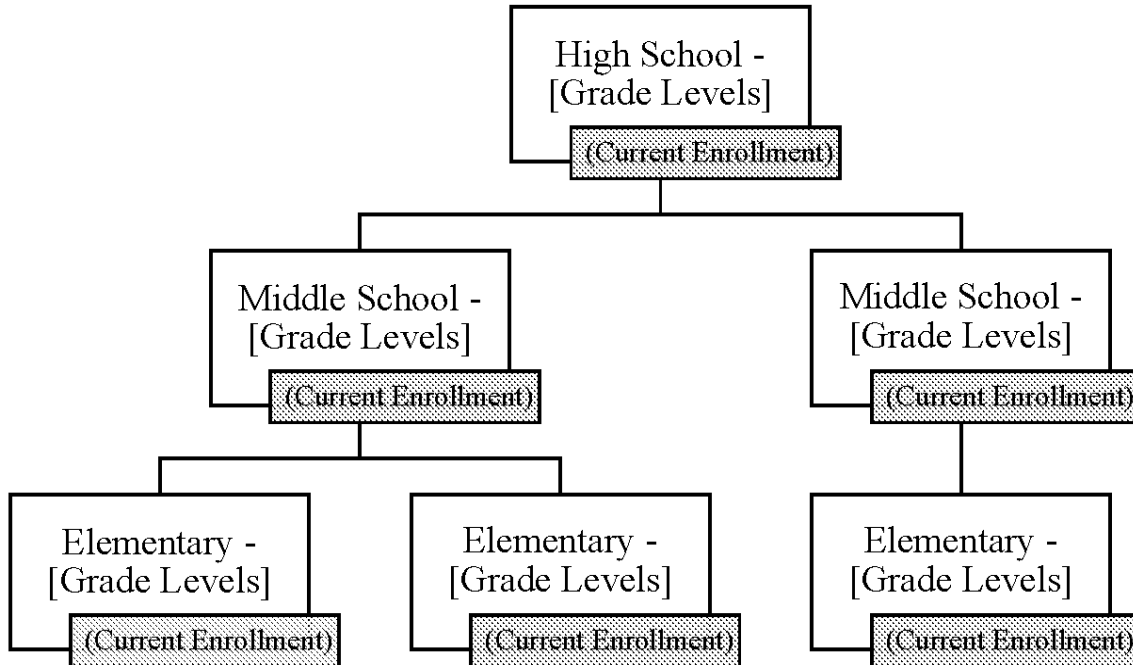 High School -
[Grade Levels]
(Current Enrollment)
Middle School -
[Grade Levels]
(Current Enrollment)
Middle School -
[Grade Levels]
(Current Enrollment)
Elementary -
[Grade Levels]
(Current Enrollment)
Elementary -
[Grade Levels]
(Current Enrollment)
Elementary -
[Grade Levels]
(Current Enrollment)